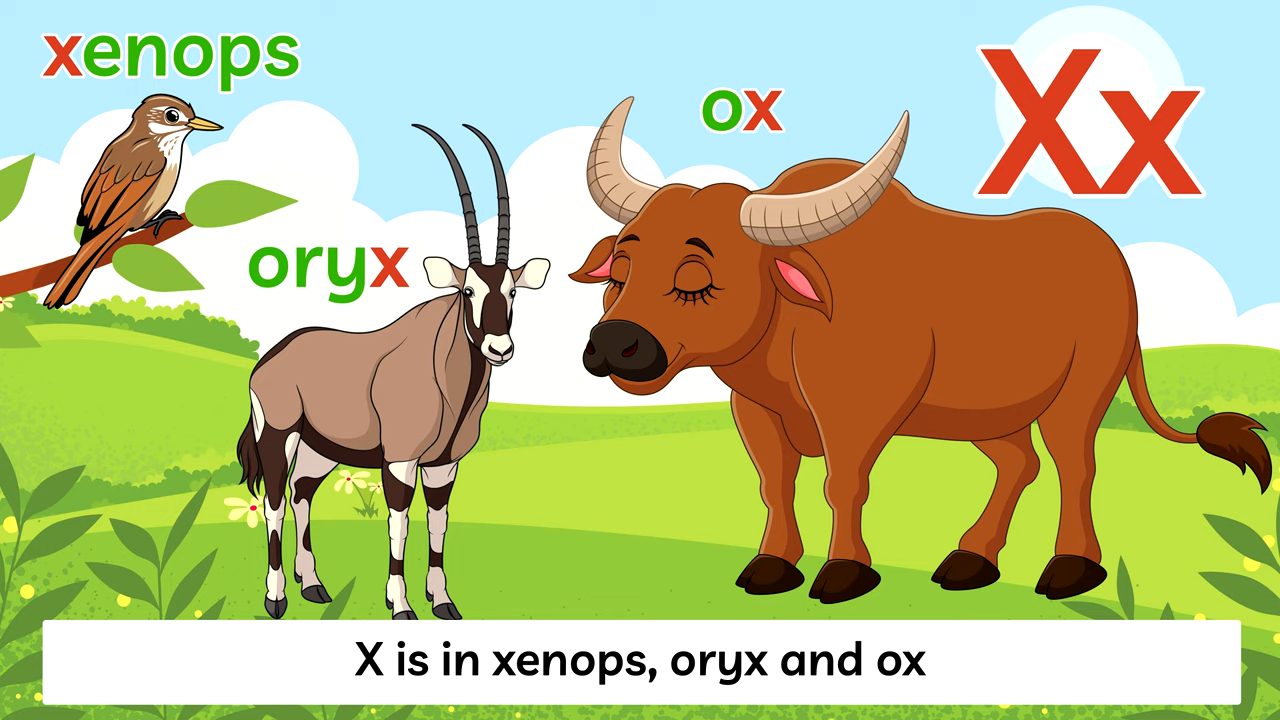 xenops
ox
Xx
oryx
X is in xenops, oryx and ox